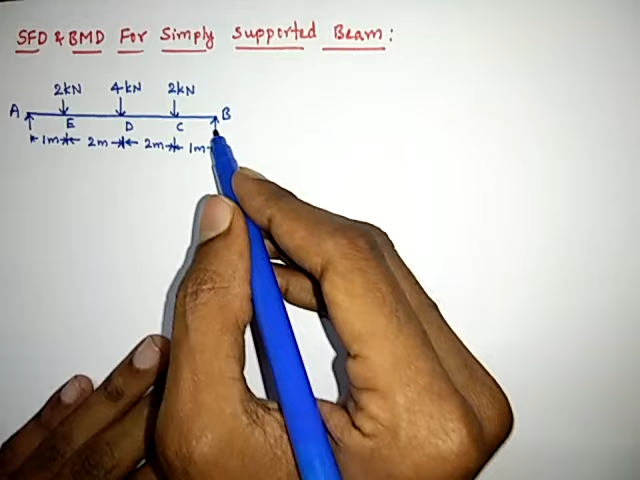 SFD & BMD For Simply Supported Beam:
2kN 4kN 2kN
A B
E D C
1m 2m 2m 1m